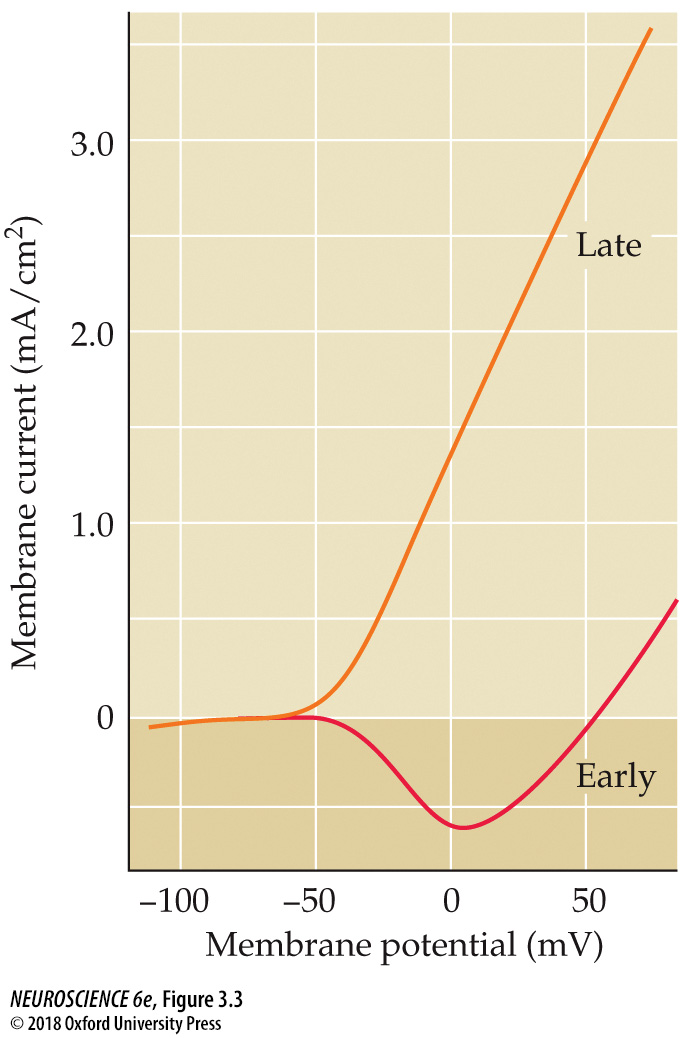 Membrane current (mA/cm²)
3.0
2.0
1.0
0
Late
Early
–100
–50
0
50
Membrane potential (mV)
NEUROSCIENCE 6e, Figure 3.3
© 2018 Oxford University Press